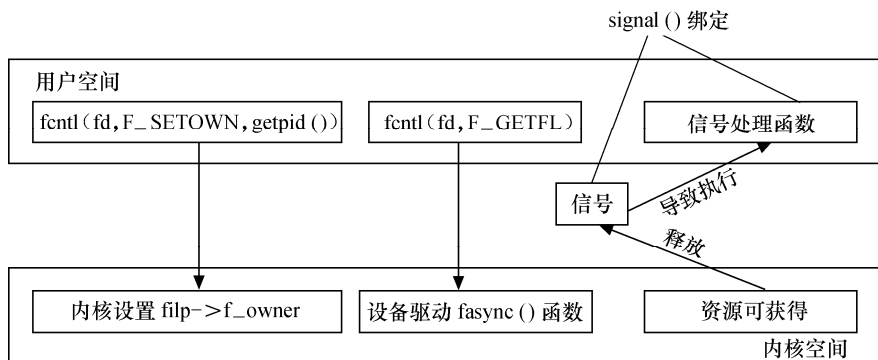 signal () 绑定
用户空间
fcntl (fd,F_SETOWN,getpid ())
fcntl (fd,F_GETFL)
信号处理函数
信号
导致执行
释放
内核设置 filp->f_owner
设备驱动 fasync () 函数
资源可获得
内核空间